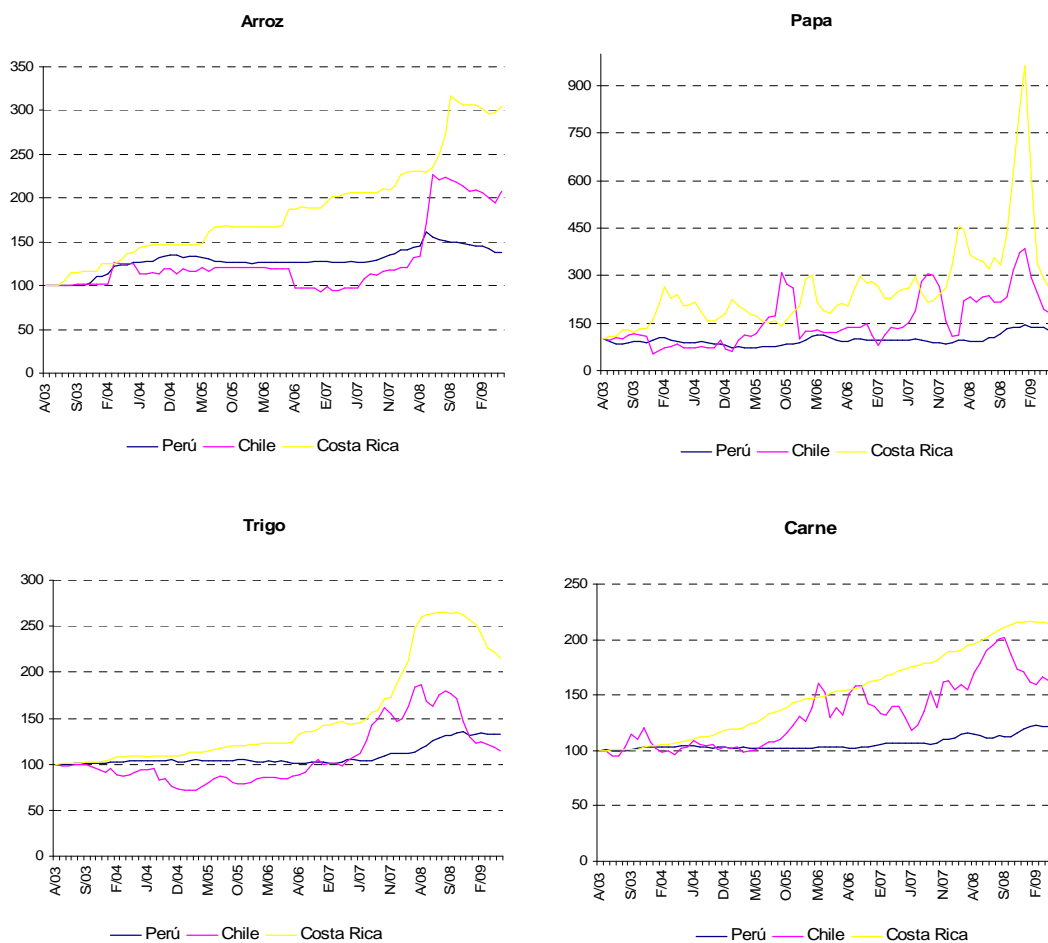 Arroz
350
300
250
200
150
100
50
0
A/03
S/03
F/04
J/04
D/04
M/05
O/05
M/06
A/06
E/07
J/07
N/07
A/08
S/08
F/09
Perú Chile Costa Rica
Papa
900
750
600
450
300
150
0
A/03
S/03
F/04
J/04
D/04
M/05
O/05
M/06
A/06
E/07
J/07
N/07
A/08
S/08
F/09
Perú Chile Costa Rica
Trigo
300
250
200
150
100
50
0
A/03
S/03
F/04
J/04
D/04
M/05
O/05
M/06
A/06
E/07
J/07
N/07
A/08
S/08
F/09
Perú Chile Costa Rica
Carne
250
200
150
100
50
0
A/03
S/03
F/04
J/04
D/04
M/05
O/05
M/06
A/06
E/07
J/07
N/07
A/08
S/08
F/09
Perú Chile Costa Rica